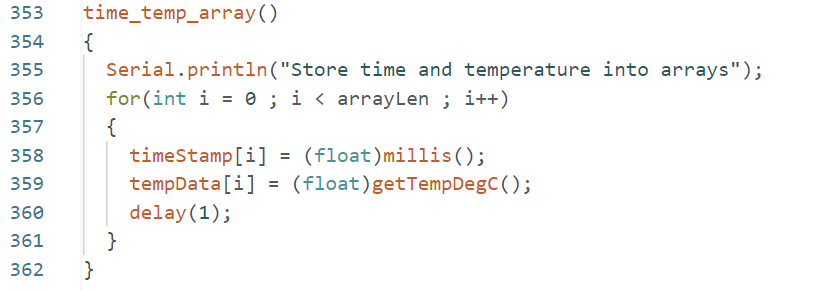 353 time_temp_array()
354 {
355 Serial.println("Store time and temperature into arrays");
356 for(int i = 0 ; i < arrayLen ; i++)
357 {
358 timeStamp[i] = (float)millis();
359 tempData[i] = (float)getTempDegC();
360 delay(1);
361 }
362 }